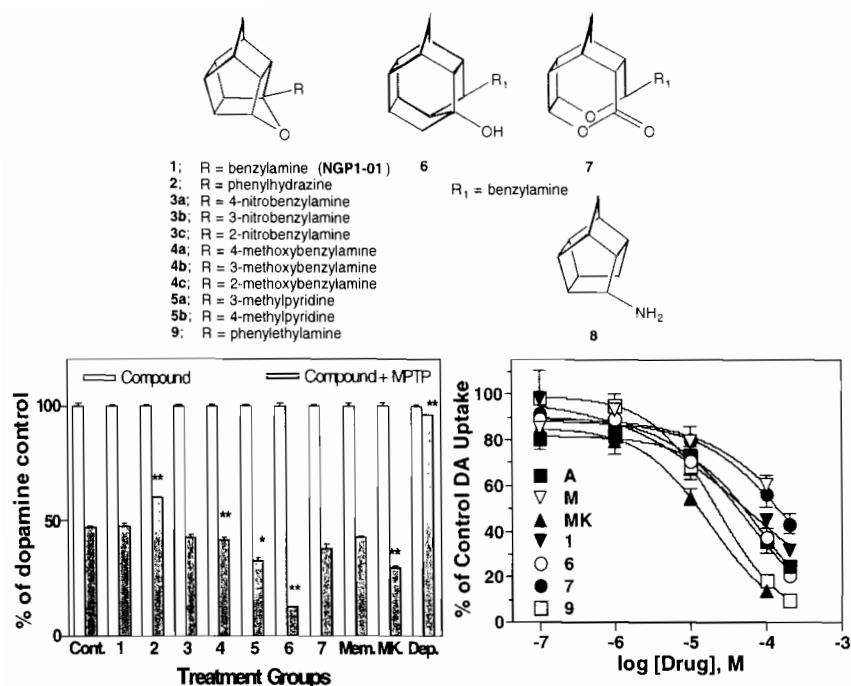 R
O
R₁
OH
R₁
O
O
O
1; R = benzylamine (NGP1-01)
2; R = phenylhydrazine
3a; R = 4-nitrobenzylamine
3b; R = 3-nitrobenzylamine
3c; R = 2-nitrobenzylamine
4a; R = 4-methoxybenzylamine
4b; R = 3-methoxybenzylamine
4c; R = 2-methoxybenzylamine
5a; R = 3-methylpyridine
5b; R = 4-methylpyridine
9; R = phenylethylamine
6
7
R₁ = benzylamine
NH₂
8
Compound
Compound + MPTP
% of dopamine control
100
50
0
**
**
*
**
**
**
Cont. 1 2 3 4 5 6 7 Mem. MK. Dep.
Treatment Groups
% of Control DA Uptake
100
80
60
40
20
0
A
M
MK
1
6
7
9
-7 -6 -5 -4 -3
log [Drug], M